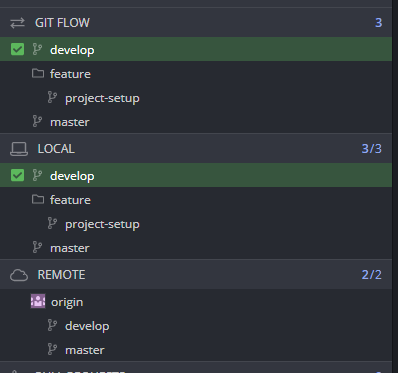 GIT FLOW 3
develop
feature
project-setup
master
LOCAL 3/3
develop
feature
project-setup
master
REMOTE 2/2
origin
develop
master